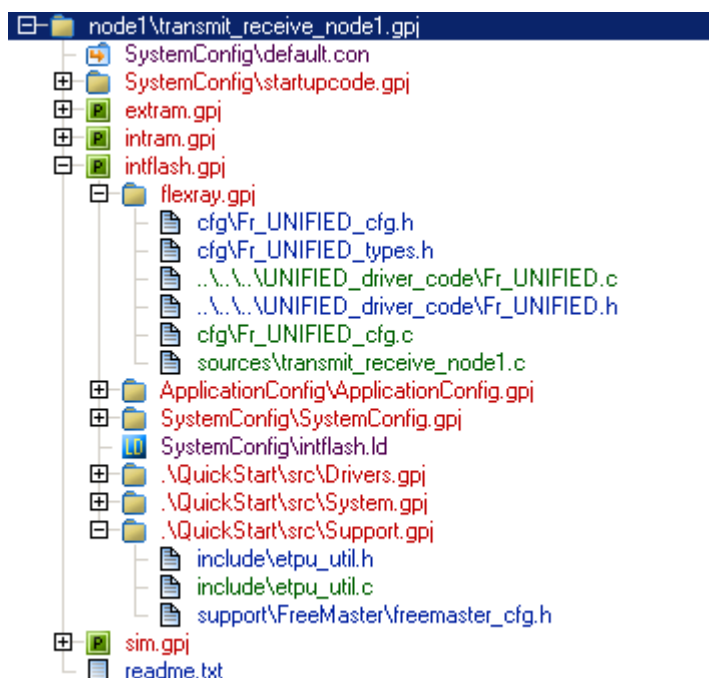 node1\transmit_receive_node1.gpj
SystemConfig\default.con
SystemConfig\startupcode.gpj
extram.gpj
intram.gpj
intflash.gpj
flexray.gpj
cfg\Fr_UNIFIED_cfg.h
cfg\Fr_UNIFIED_types.h
..\..\..\UNIFIED_driver_code\Fr_UNIFIED.c
..\..\..\UNIFIED_driver_code\Fr_UNIFIED.h
cfg\Fr_UNIFIED_cfg.c
sources\transmit_receive_node1.c
ApplicationConfig\ApplicationConfig.gpj
SystemConfig\SystemConfig.gpj
LD SystemConfig\intflash.ld
.\QuickStart\src\Drivers.gpj
.\QuickStart\src\System.gpj
.\QuickStart\src\Support.gpj
include\etpu_util.h
include\etpu_util.c
support\FreeMaster\freemaster_cfg.h
sim.gpj
readme.txt